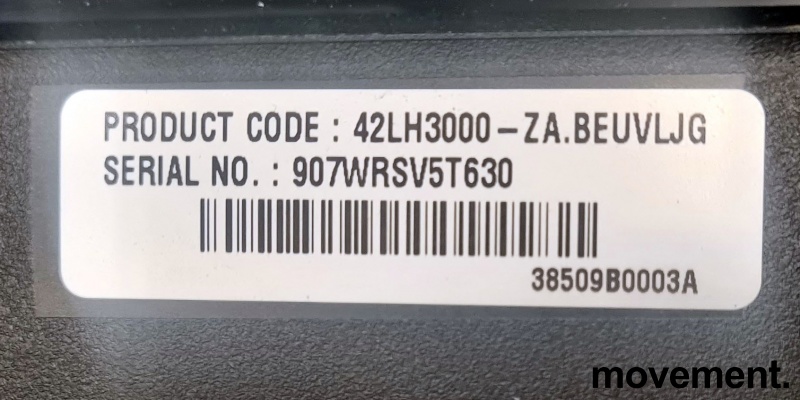 PRODUCT CODE : 42LH3000-ZA.BEUVLJG
SERIAL NO. : 907WRSV5T630
38509B0003A
movement.